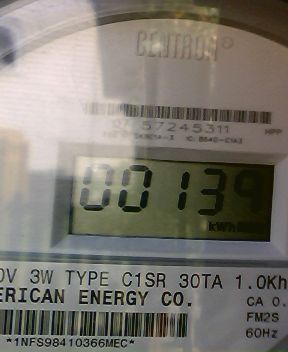 CENTRON
57245311
HPP
00139
kWh
0V 3W TYPE C1SR 30TA 1.0Kh
ERICAN ENERGY CO.
CA 0.
FM2S
60Hz
*1NFS98410366MEC*